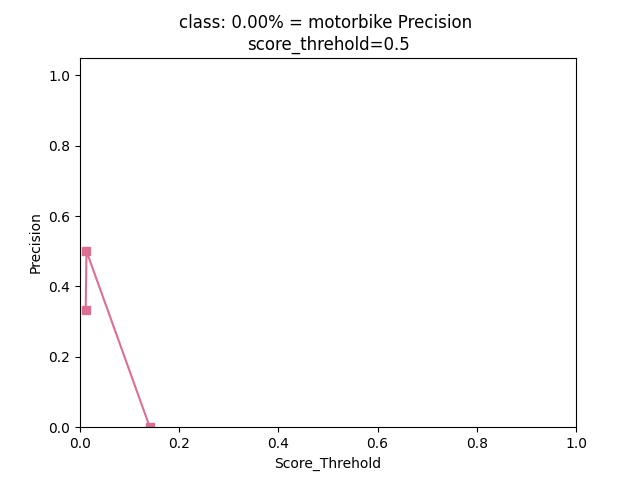 class: 0.00% = motorbike Precision
score_threhold=0.5
Precision
1.0
0.8
0.6
0.4
0.2
0.0
0.0 0.2 0.4 0.6 0.8 1.0
Score_Threhold